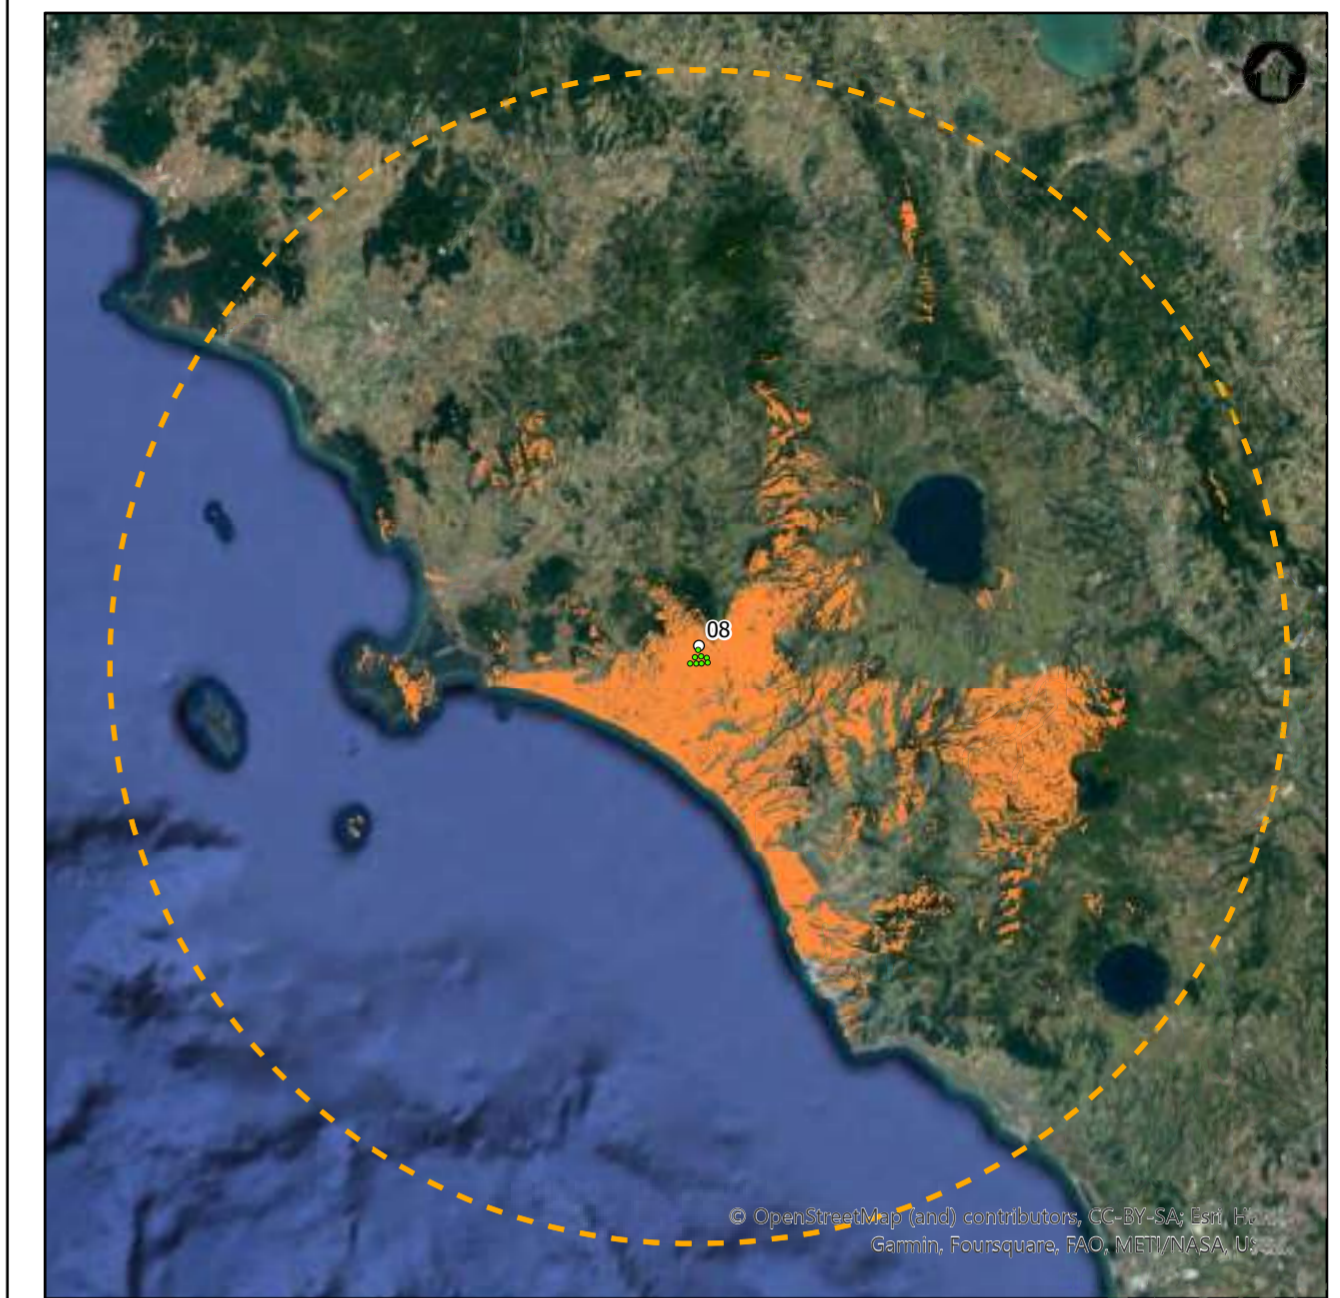 08
© OpenStreetMap (and) contributors, CC-BY-SA; Esri,
Garmin, Foursquare, FAO, METI/NASA,